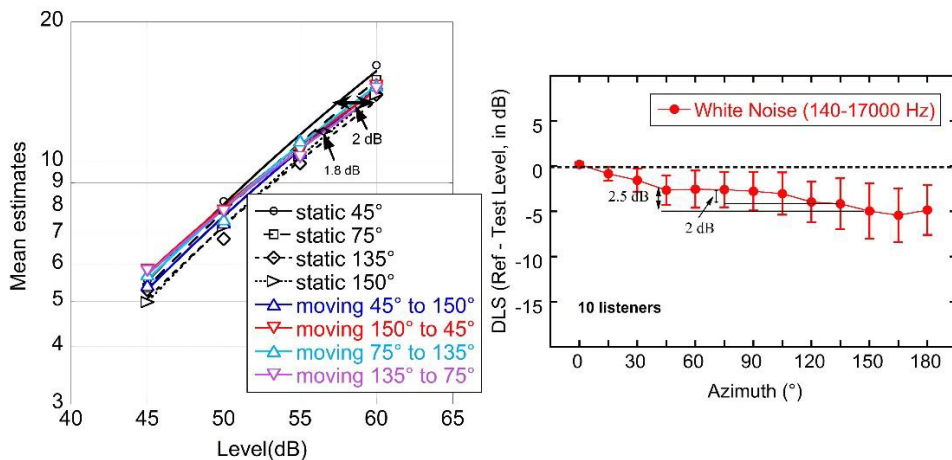 20
10
9
8
7
6
5
4
3
40 45 50 55 60 65
Mean estimates
Level(dB)
2 dB
1.8 dB
static 45°
static 75°
static 135°
static 150°
moving 45° to 150°
moving 150° to 45°
moving 75° to 135°
moving 135° to 75°
DLS (Ref - Test Level, in dB)
5
0
-5
-10
-15
White Noise (140-17000 Hz)
2.5 dB
2 dB
10 listeners
0 30 60 90 120 150 180
Azimuth (°)